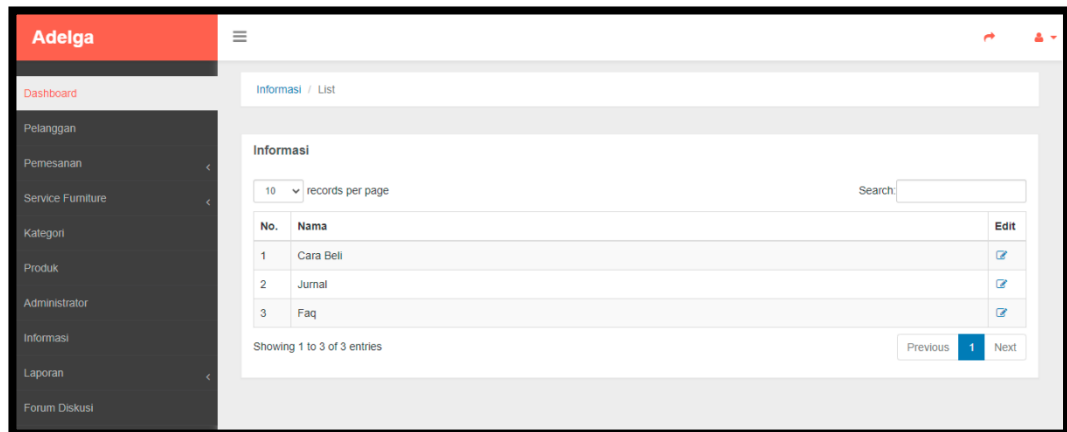 Adelga
Dashboard
Pelanggan
Pemesanan
Service Furniture
Kategori
Produk
Administrator
Informasi
Laporan
Forum Diskusi
Informasi / List
Informasi
10 records per page Search:
No. Nama Edit
1 Cara Beli
2 Jurnal
3 Faq
Showing 1 to 3 of 3 entries Previous 1 Next